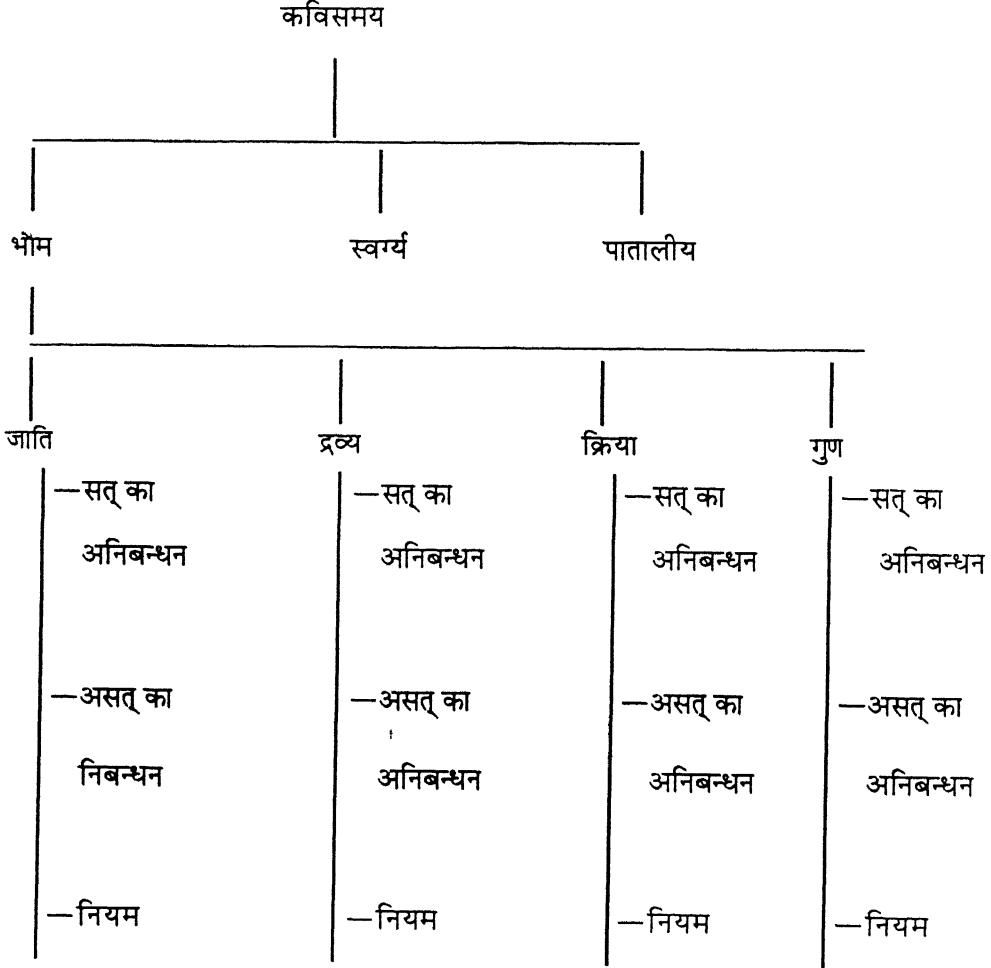 कविसमय
भौम स्वर्ग्य पातालीय
जाति द्रव्य क्रिया गुण
—सत् का —सत् का —सत् का —सत् का
अनिबन्धन अनिबन्धन अनिबन्धन अनिबन्धन
—असत् का —असत् का —असत् का —असत् का
निबन्धन अनिबन्धन अनिबन्धन अनिबन्धन
—नियम —नियम —नियम —नियम